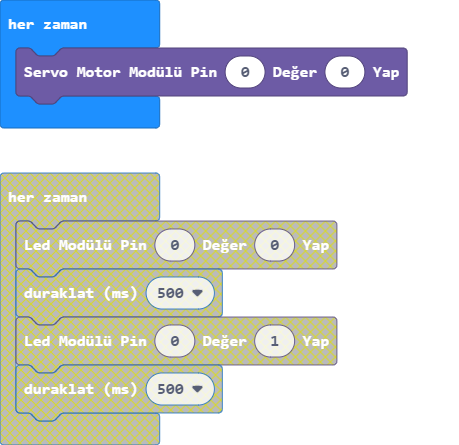 her zaman
Servo Motor Modülü Pin 0 Değer 0 Yap
her zaman
Led Modülü Pin 0 Değer 0 Yap
duraklat (ms) 500
Led Modülü Pin 0 Değer 1 Yap
duraklat (ms) 500